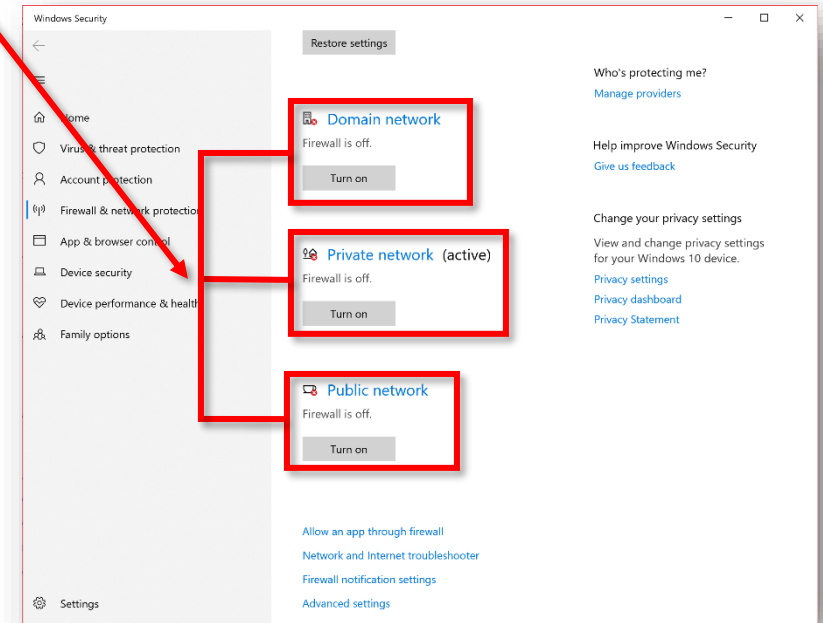 Windows Security
Home
Virus & threat protection
Account protection
Firewall & network protection
App & browser control
Device security
Device performance & health
Family options
Settings
Restore settings
Domain network
Firewall is off.
Turn on
Private network (active)
Firewall is off.
Turn on
Public network
Firewall is off.
Turn on
Allow an app through firewall
Network and Internet troubleshooter
Firewall notification settings
Advanced settings
Who's protecting me?
Manage providers
Help improve Windows Security
Give us feedback
Change your privacy settings
View and change privacy settings
for your Windows 10 device.
Privacy settings
Privacy dashboard
Privacy Statement